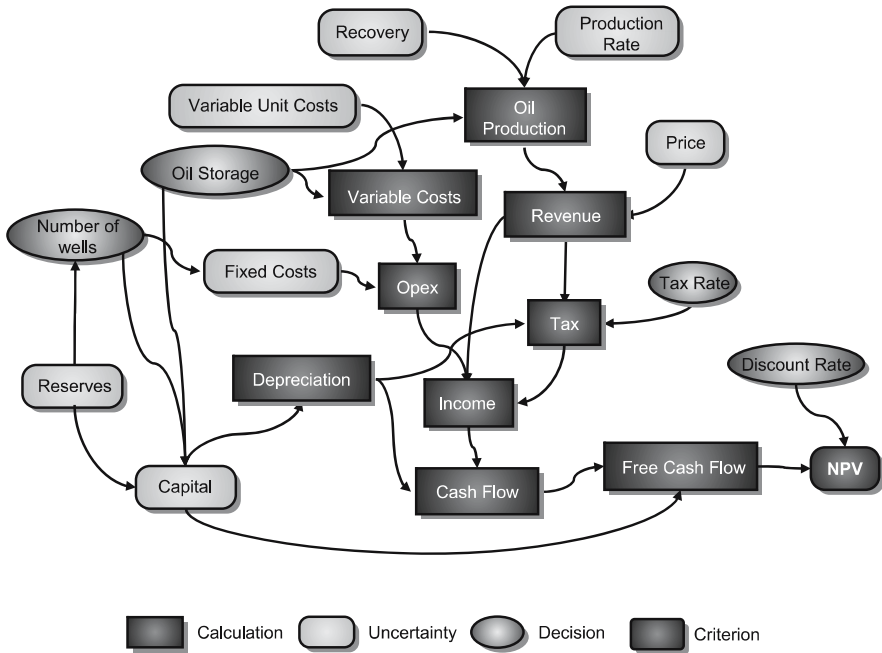 Recovery
Production
Rate
Variable Unit Costs
Oil
Production
Price
Oil Storage
Variable Costs
Revenue
Number of
wells
Fixed Costs
Opex
Tax Rate
Tax
Reserves
Depreciation
Discount Rate
Income
Capital
Cash Flow
Free Cash Flow
NPV
Calculation
Uncertainty
Decision
Criterion